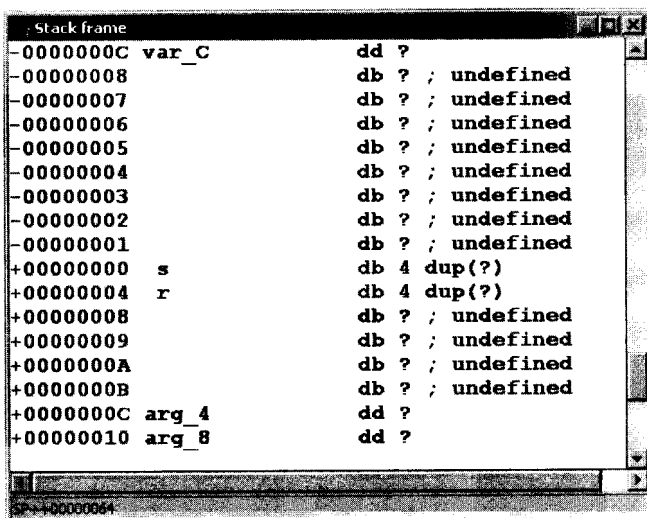 Stack frame
-0000000C var_C dd ?
-00000008 db ? ; undefined
-00000007 db ? ; undefined
-00000006 db ? ; undefined
-00000005 db ? ; undefined
-00000004 db ? ; undefined
-00000003 db ? ; undefined
-00000002 db ? ; undefined
-00000001 db ? ; undefined
+00000000 s db 4 dup(?)
+00000004 r db 4 dup(?)
+00000008 db ? ; undefined
+00000009 db ? ; undefined
+0000000A db ? ; undefined
+0000000B db ? ; undefined
+0000000C arg_4 dd ?
+00000010 arg_8 dd ?